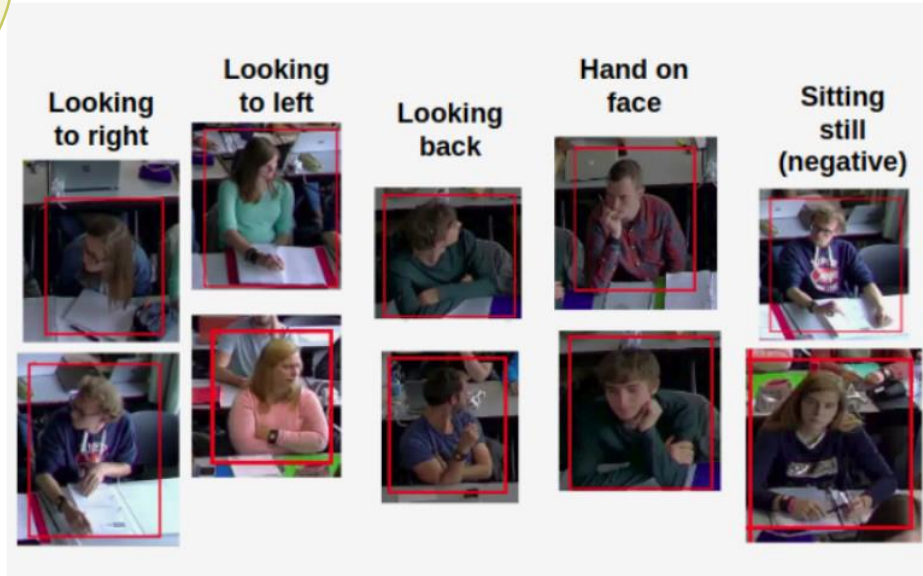 Looking
to right
Looking
to left
Looking
back
Hand on
face
Sitting
still
(negative)